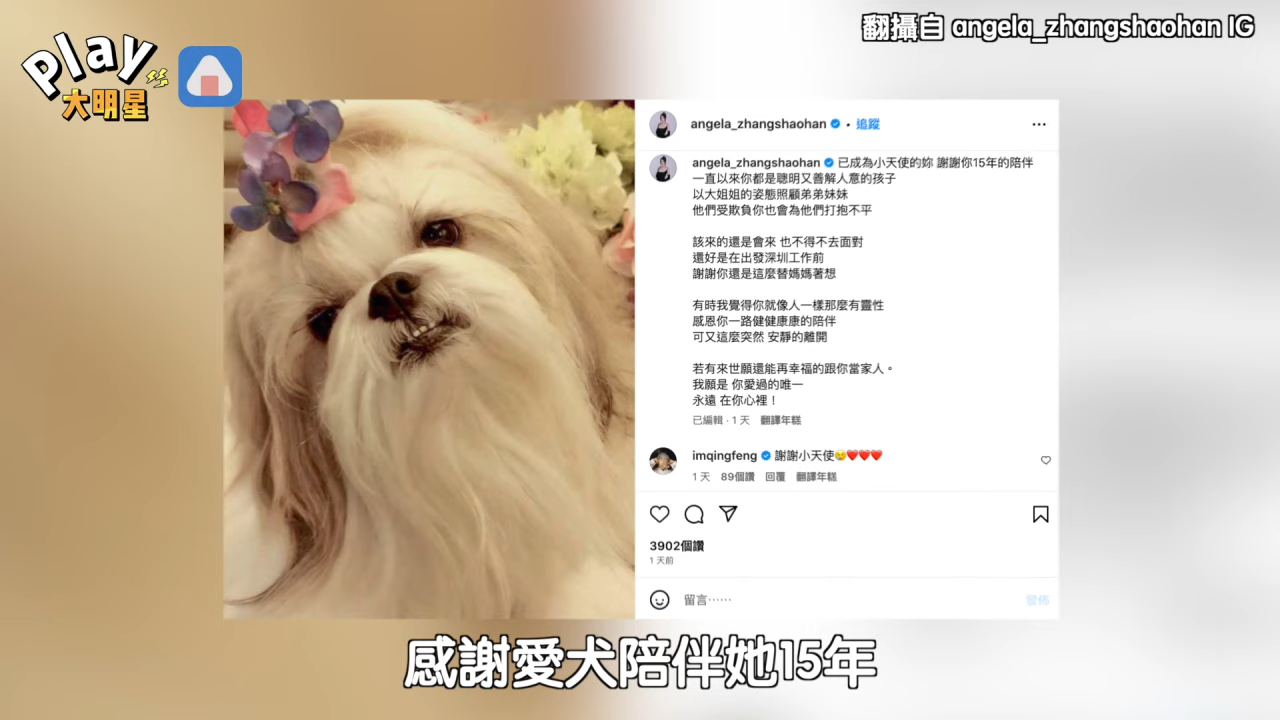 Play
大明星
翻攝自 angela_zhangshaohan IG
angela_zhangshaohan • 追蹤
angela_zhangshaohan 已成為小天使的妳 謝謝你15年的陪伴
一直以來你都是聰明又善解人意的孩子
以大姐姐的姿態照顧弟弟妹妹
他們受欺負你也會為他們打抱不平
該來的還是會來 也不得不去面對
還好是在出發深圳工作前
謝謝你還是這麼替媽媽著想
有時我覺得你就像人一樣那麼有靈性
感恩你一路健健康康的陪伴
可又這麼突然 安靜的離開
若有來世願還能再幸福的跟你當家人。
我願是 你愛過的唯一
永遠 在你心裡！
已編輯 · 1 天 翻譯年糕
imqingfeng 謝謝小天使😢❤️❤️❤️
1 天 89個讚 回覆 翻譯年糕
3902個讚
1 天前
留言⋯⋯
發佈
感謝愛犬陪伴她15年